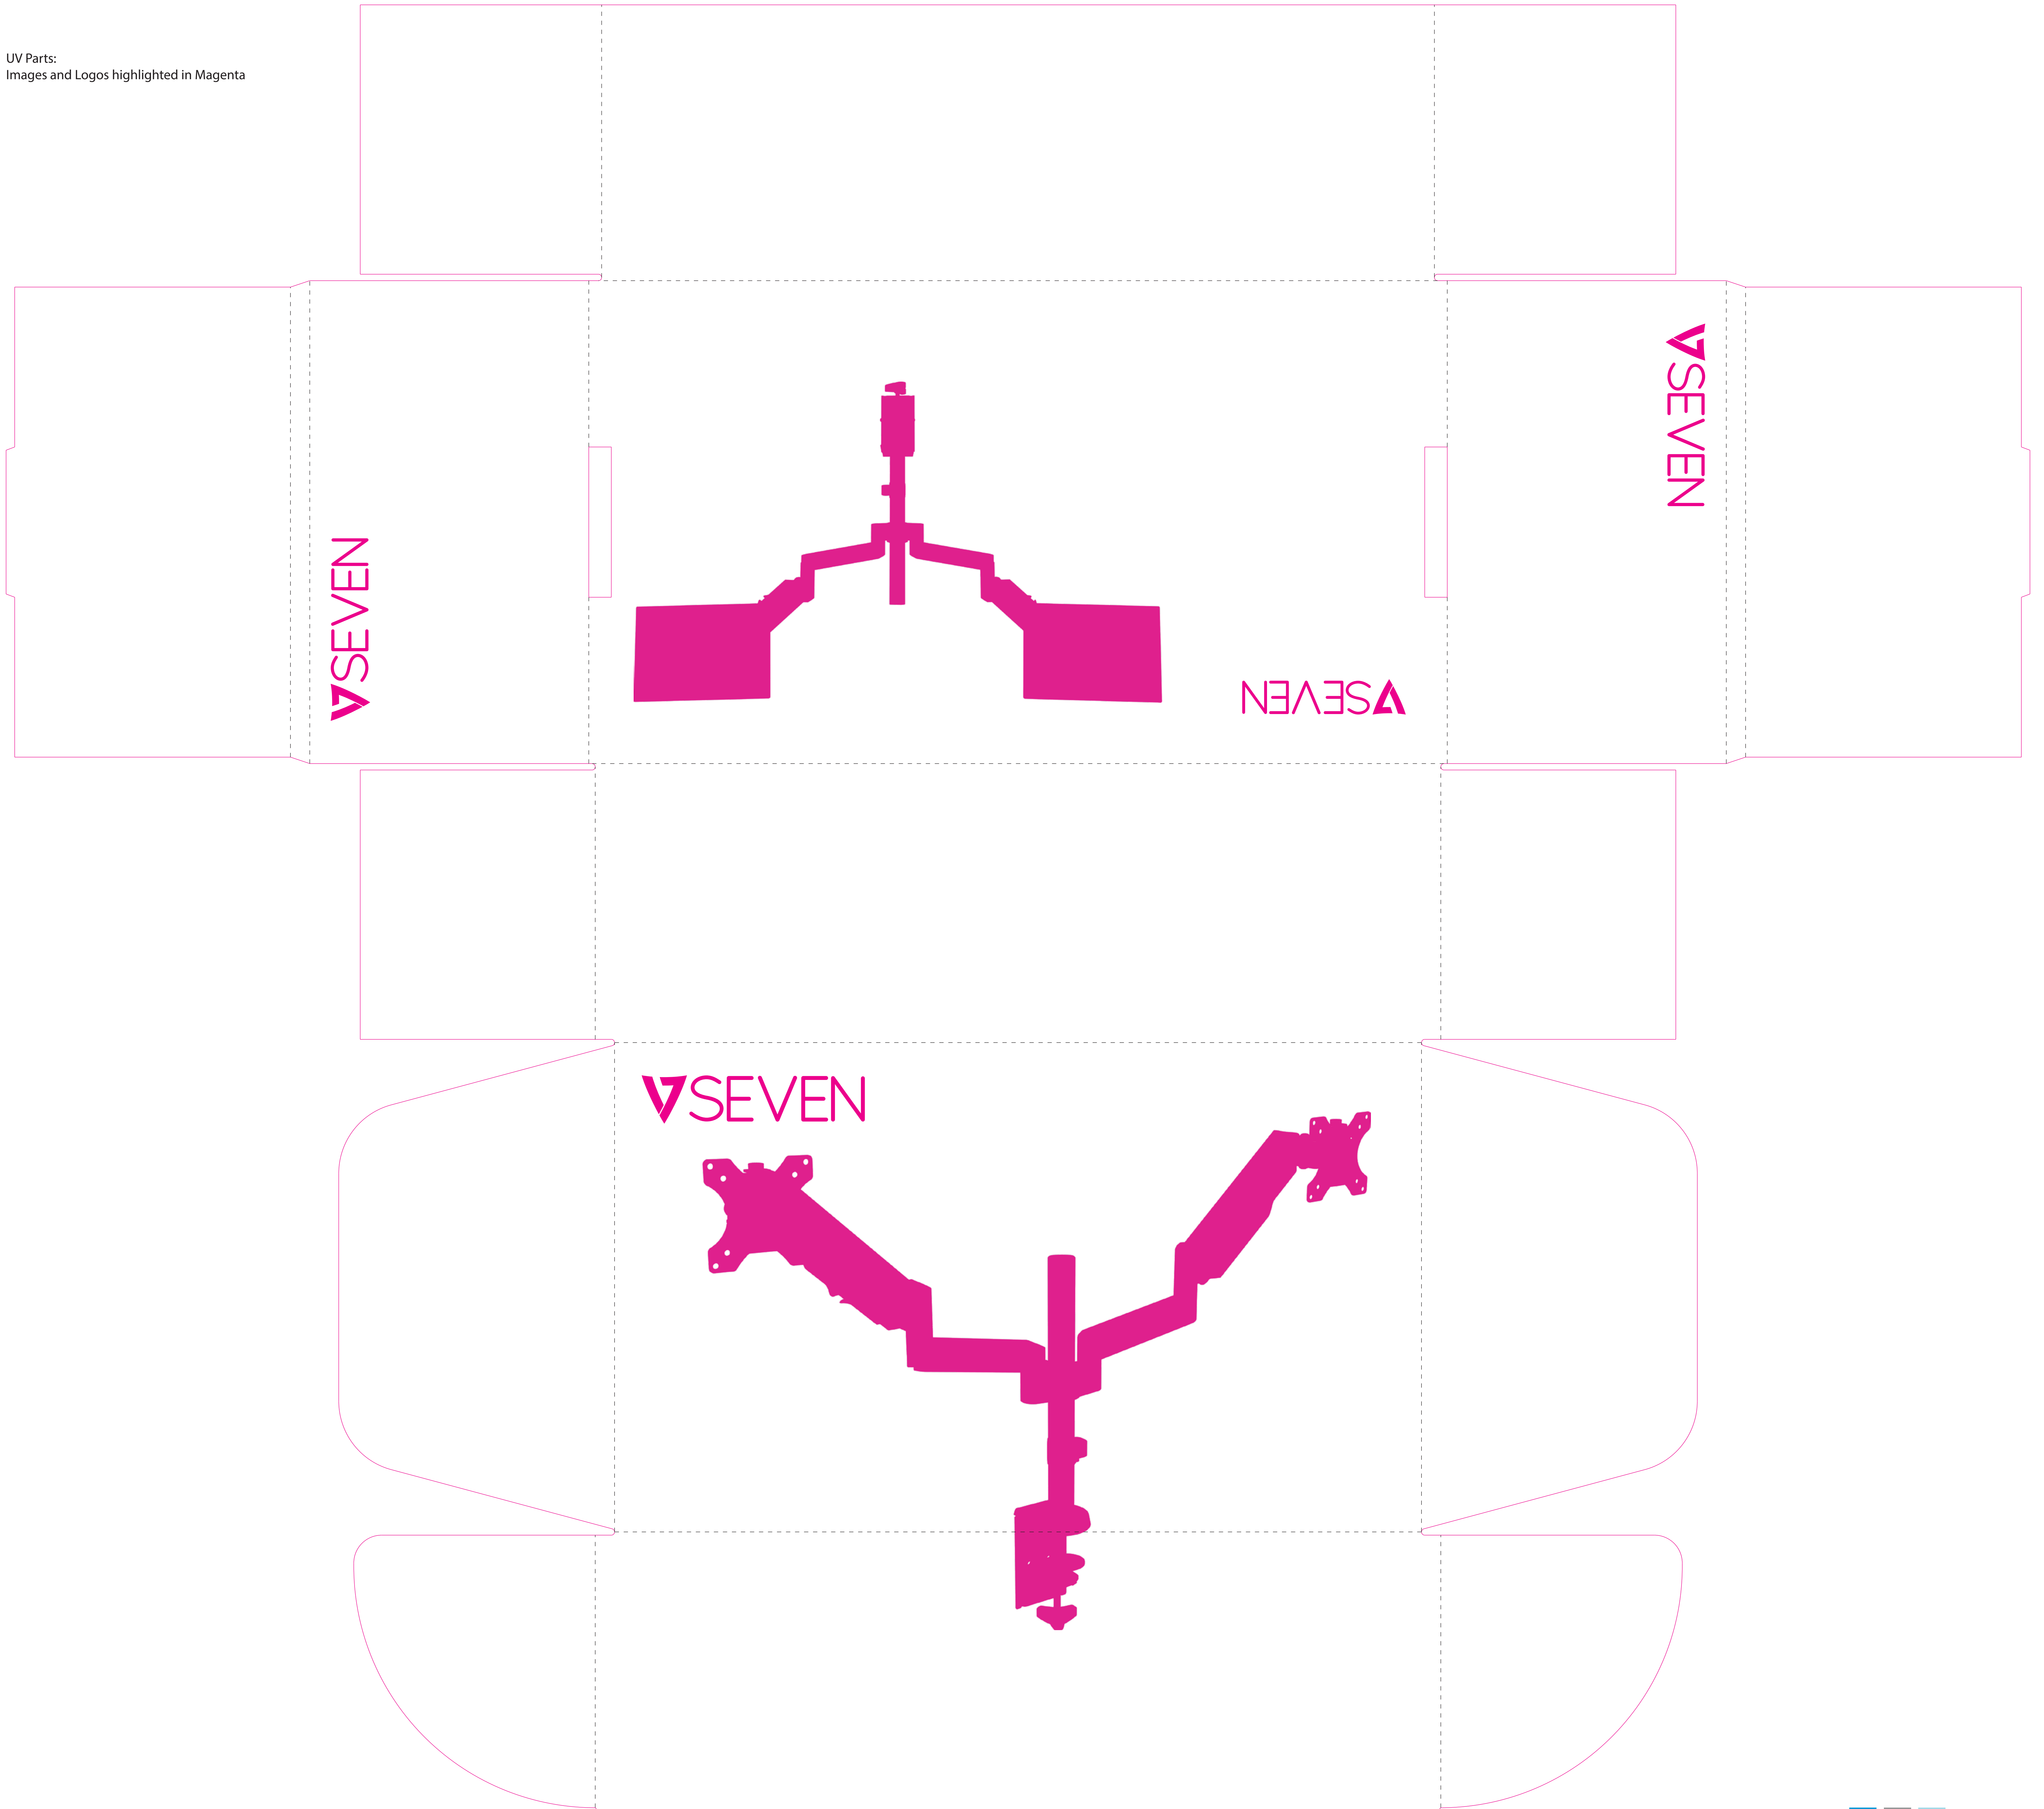 UV Parts:
Images and Logos highlighted in Magenta
SEVEN
SEVEN
SEVEN
SEVEN